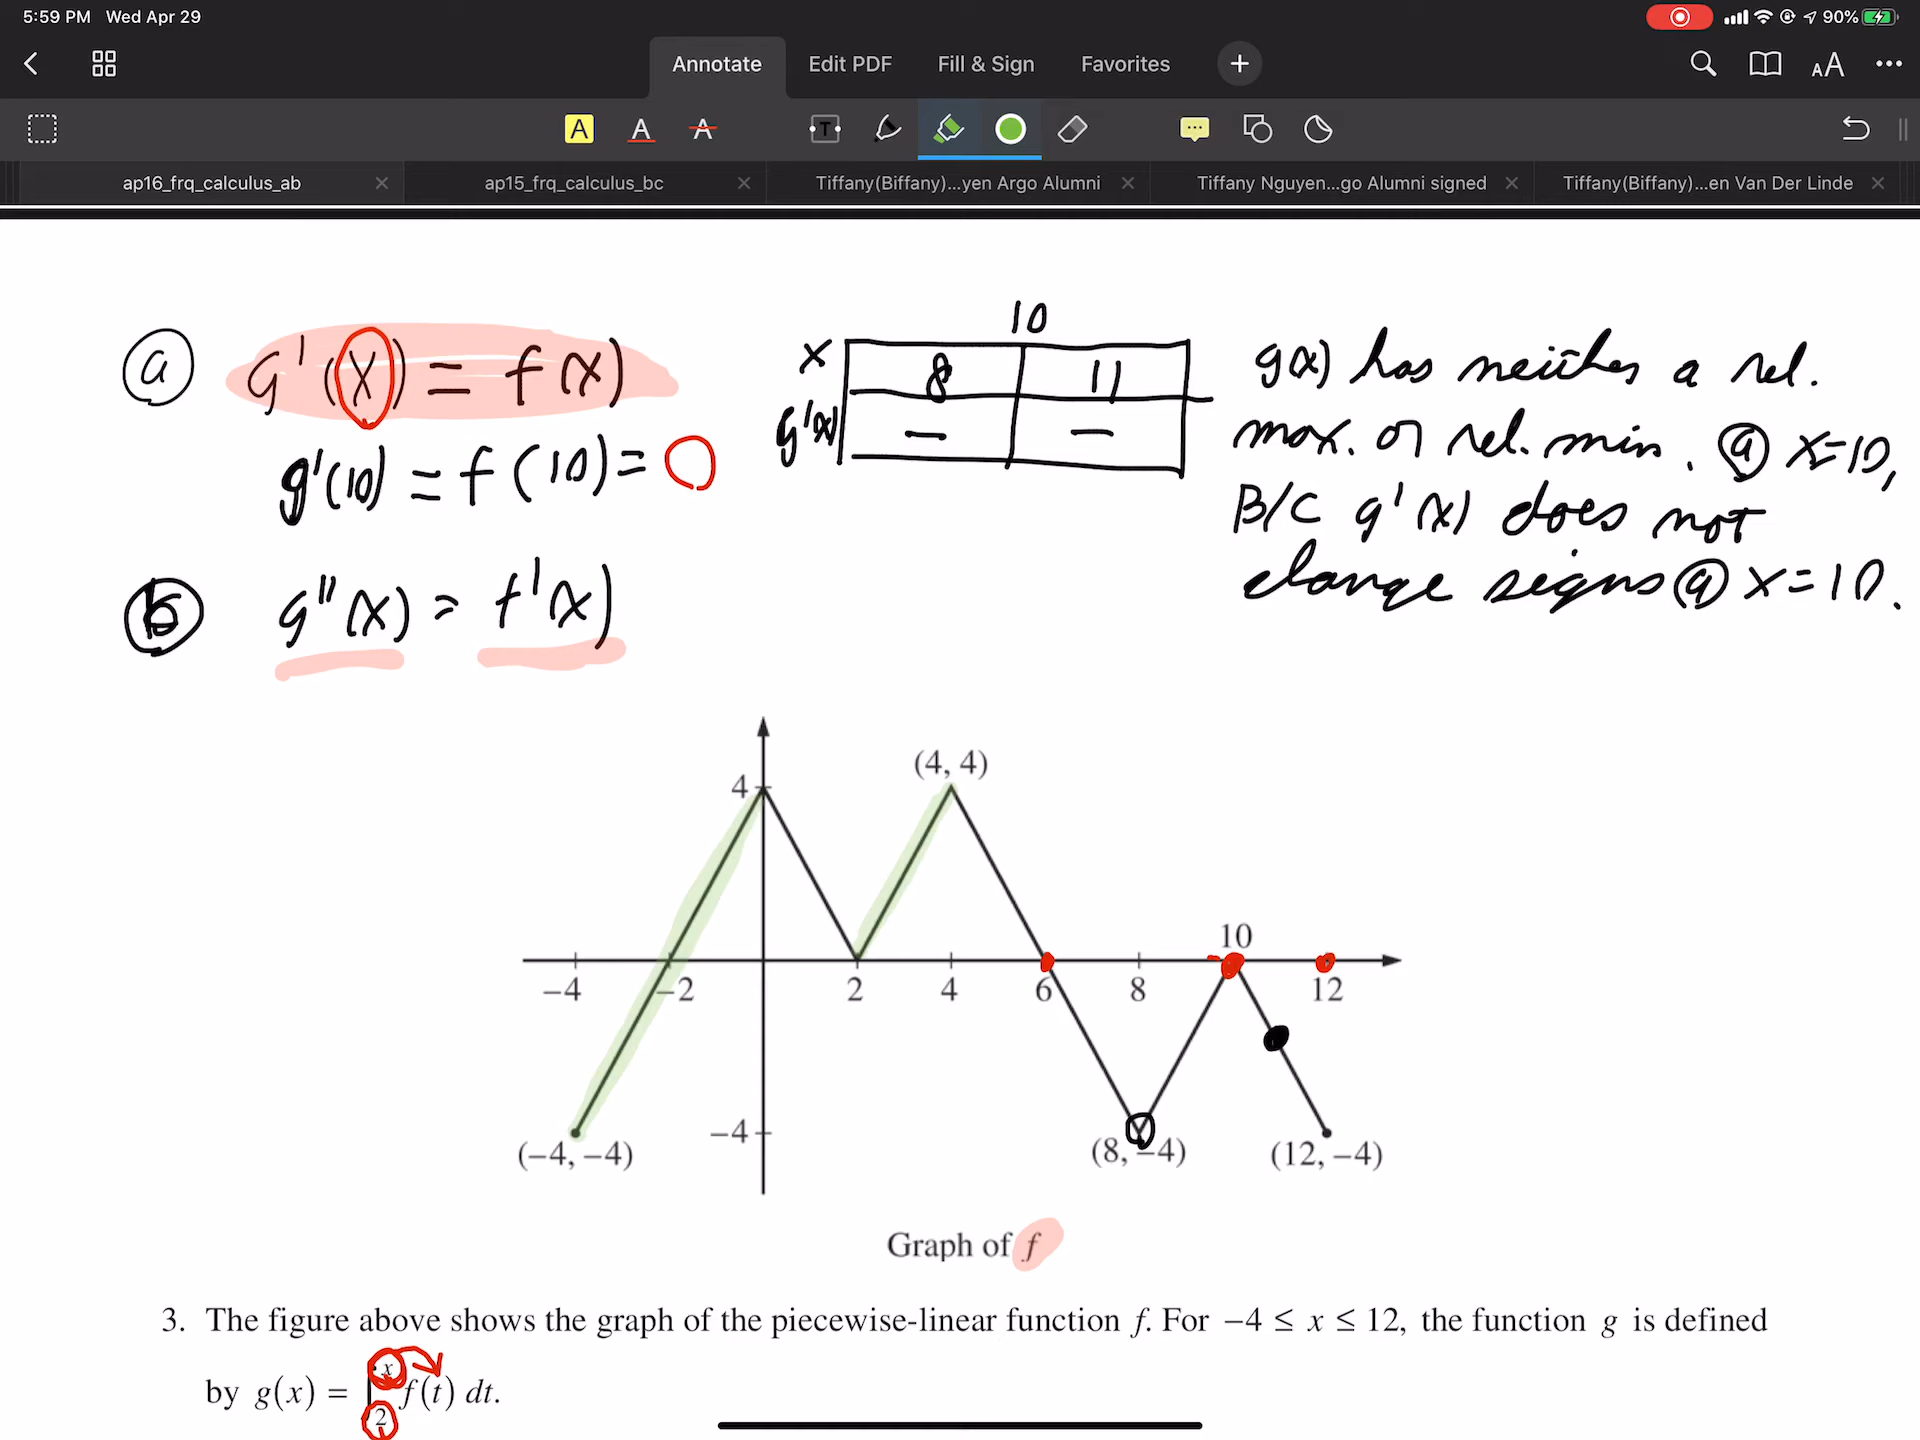 5:59 PM Wed Apr 29
90%
Annotate Edit PDF Fill & Sign Favorites
AA
A A A T
ap16_frq_calculus_ab ap15_frq_calculus_bc Tiffany(Biffany)...yen Argo Alumni Tiffany Nguyen...go Alumni signed Tiffany(Biffany)...en Van Der Linde
ⓐ G'(x) = f(x)
g'(10) = f(10) = 0
10
x 8 11
g'(x) − −
g(x) has neither a rel.
max. or rel. min. @ x=10,
B/C g'(x) does not
change signs @ x=10.
ⓑ g''(x) = f'(x)
(4, 4)
4
10
−4 −2 2 4 6 8 12
−4
(−4, −4) (8, −4) (12, −4)
Graph of f
3. The figure above shows the graph of the piecewise-linear function f. For −4 ≤ x ≤ 12, the function g is defined
by g(x) = ∫₂ˣ f(t) dt.